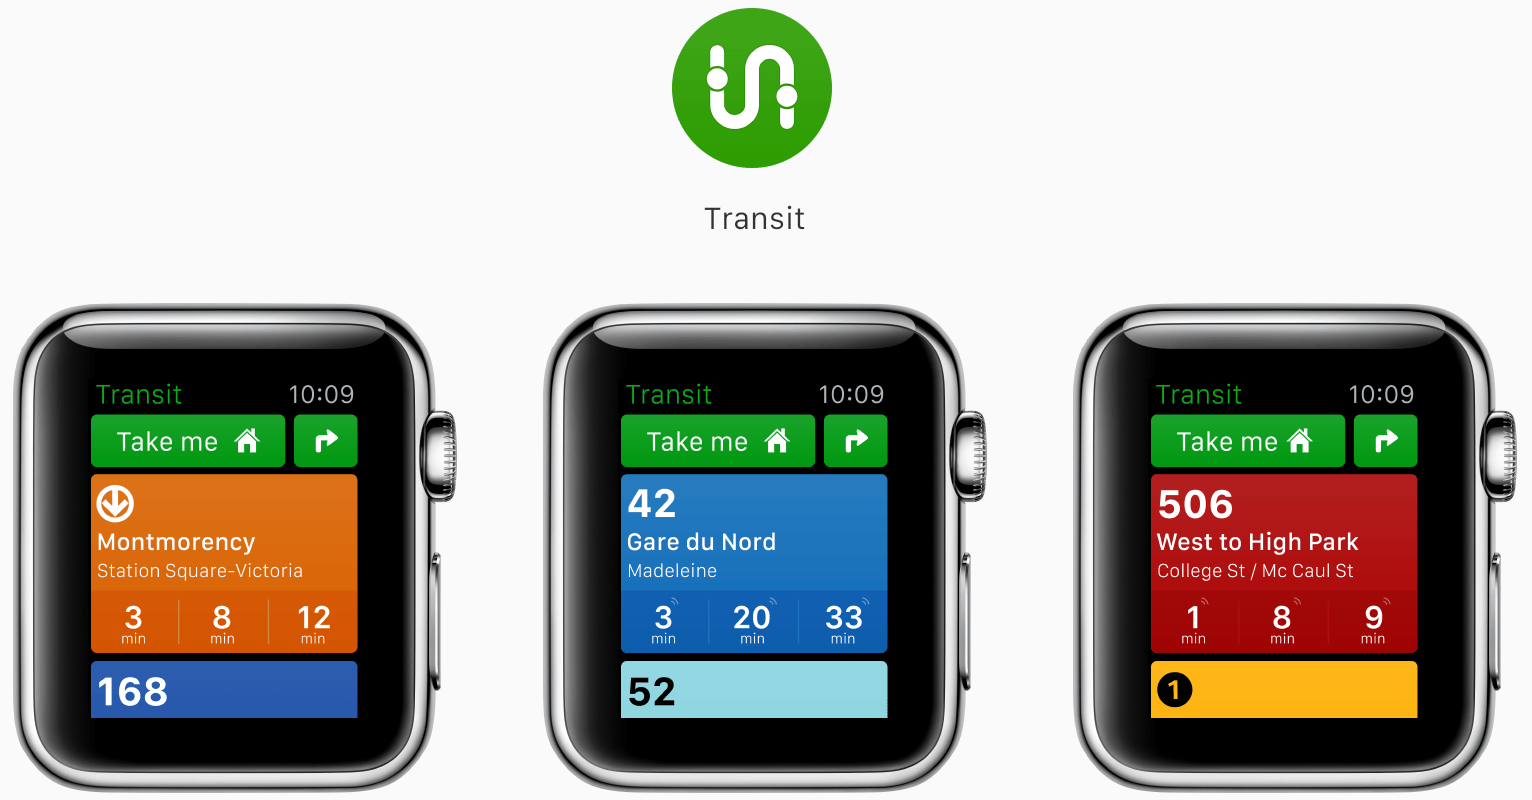 Transit
Transit 10:09
Take me
Montmorency
Station Square-Victoria
3 8 12
min min min
168
Transit 10:09
Take me
42
Gare du Nord
Madeleine
3 20 33
min min min
52
Transit 10:09
Take me
506
West to High Park
College St / Mc Caul St
1 8 9
min min min
1